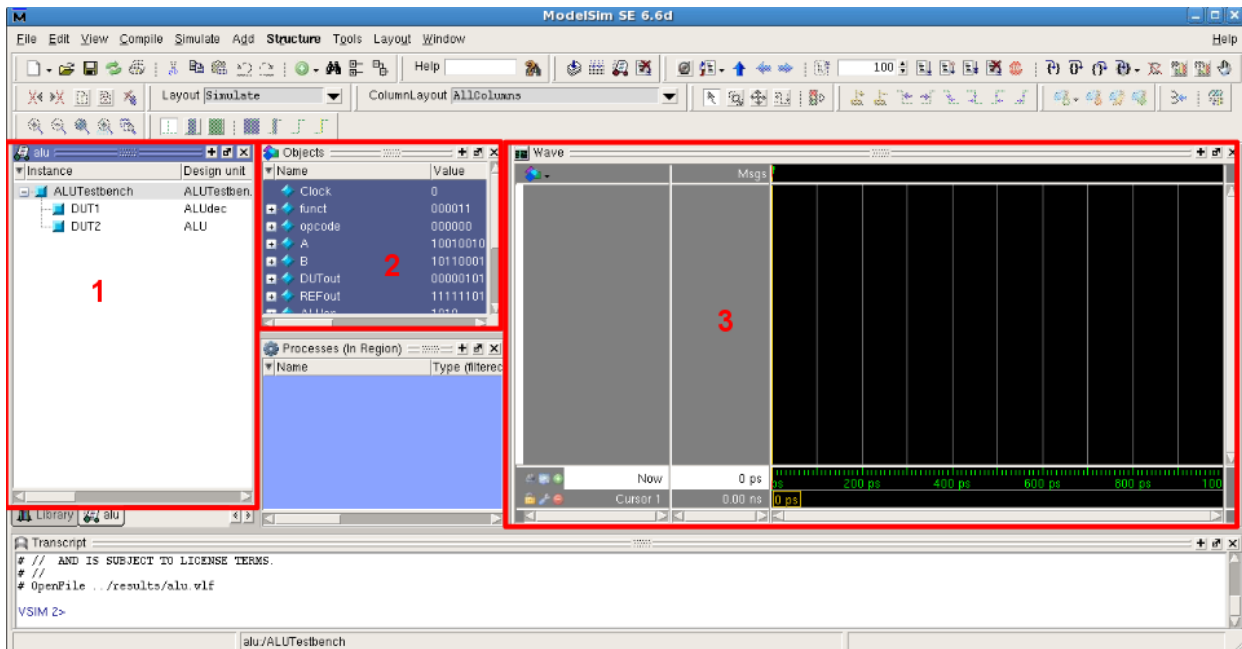 ModelSim SE 6.6d
File Edit View Compile Simulate Add Structure Tools Layout Window Help
Help 100
Layout Simulate ColumnLayout AllColumns
alu
Instance Design unit
ALUTestbench ALUTestben
DUT1 ALUdec
DUT2 ALU
1
Library alu
Objects
Name Value
Clock 0
funct 000011
opcode 000000
A 10010010
B 10110001
DUTout 00000101
REFout 11111101
2
Processes (In Region)
Name Type (filtered
Wave
Msgs
3
Now 0 ps
ps 200 ps 400 ps 600 ps 800 ps 100
Cursor 1 0.00 ns 0 ps
Transcript
# // AND IS SUBJECT TO LICENSE TERMS.
# //
# OpenFile ../results/alu.wlf
VSIM 2>
alu:/ALUTestbench